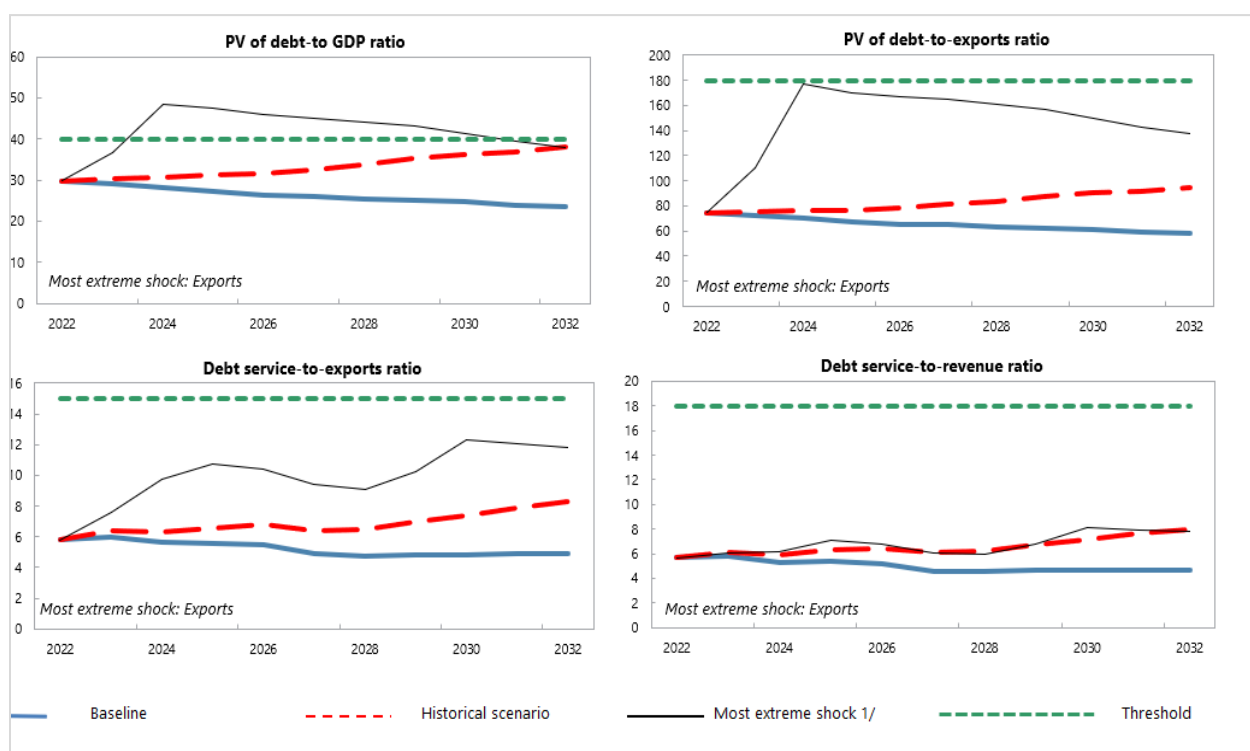 PV of debt-to GDP ratio
60
50
40
30
20
10
0
Most extreme shock: Exports
2022 2024 2026 2028 2030 2032
PV of debt-to-exports ratio
200
180
160
140
120
100
80
60
40
20
0
Most extreme shock: Exports
2022 2024 2026 2028 2030 2032
Debt service-to-exports ratio
16
14
12
10
8
6
4
2
0
Most extreme shock: Exports
2022 2024 2026 2028 2030 2032
Debt service-to-revenue ratio
20
18
16
14
12
10
8
6
4
2
0
Most extreme shock: Exports
2022 2024 2026 2028 2030 2032
Baseline Historical scenario Most extreme shock 1/ Threshold